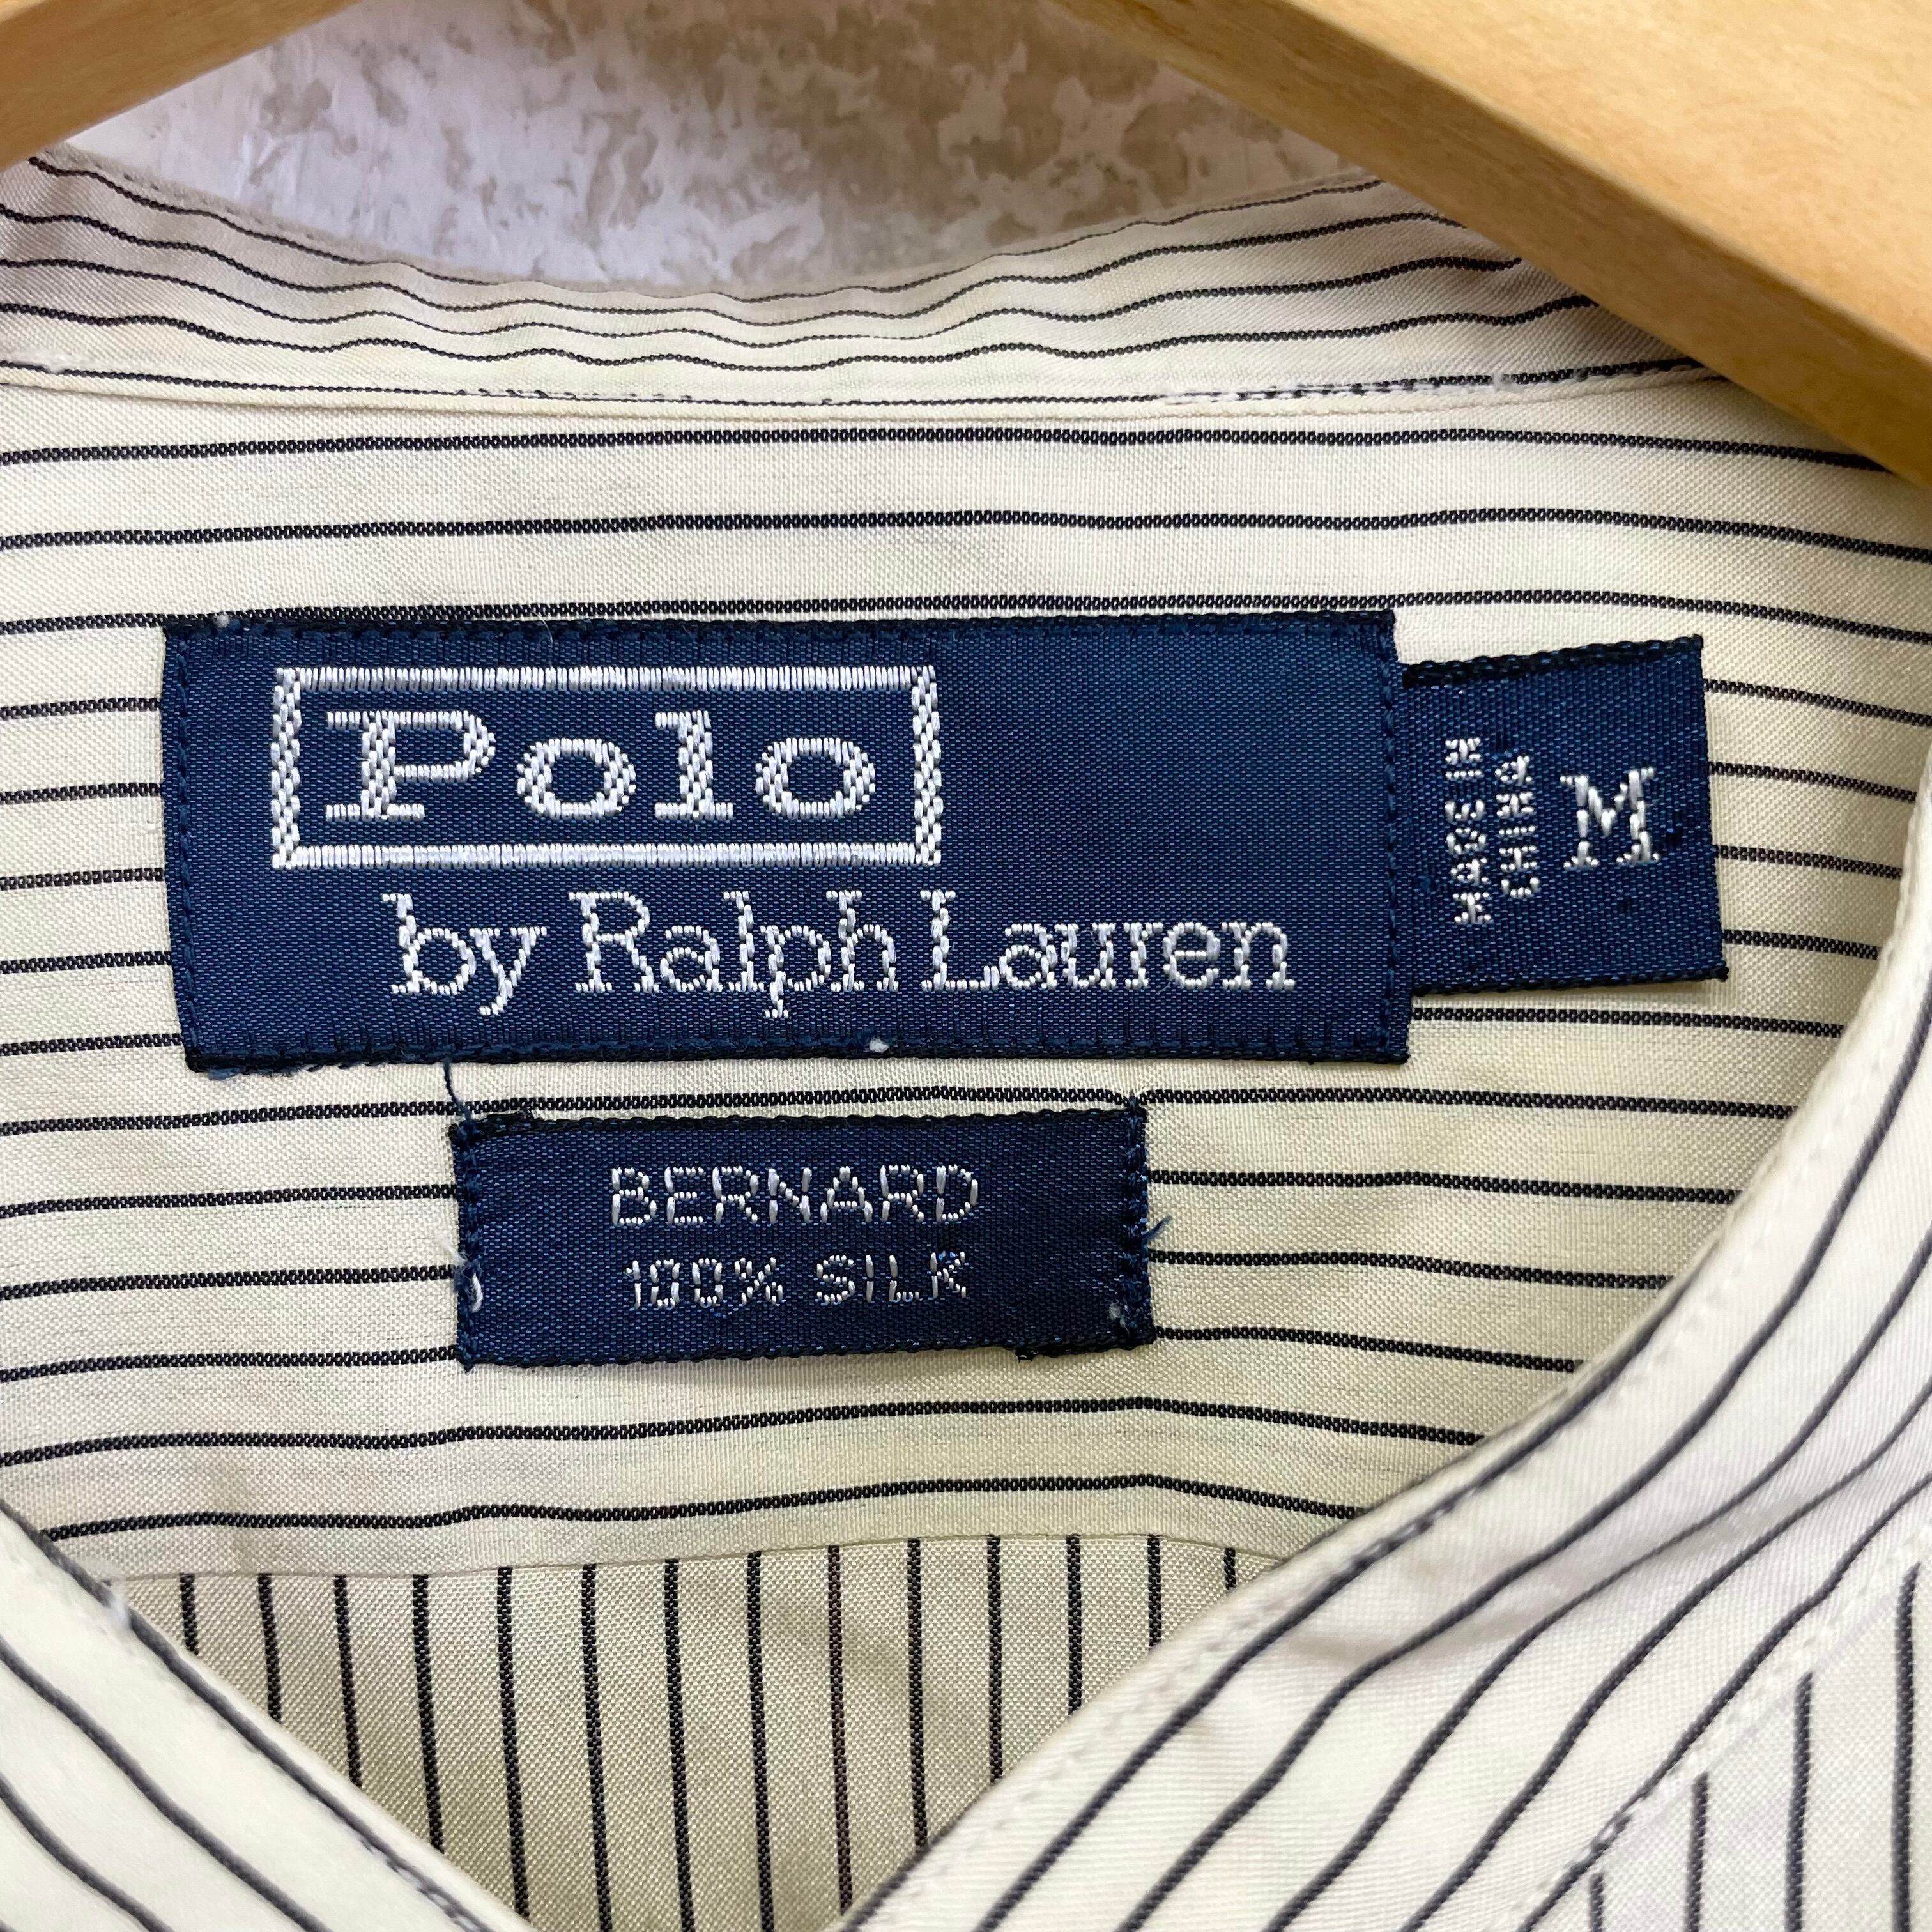 Polo
by Ralph Lauren
MADE IN
CHINA
M
BERNARD
100% SILK